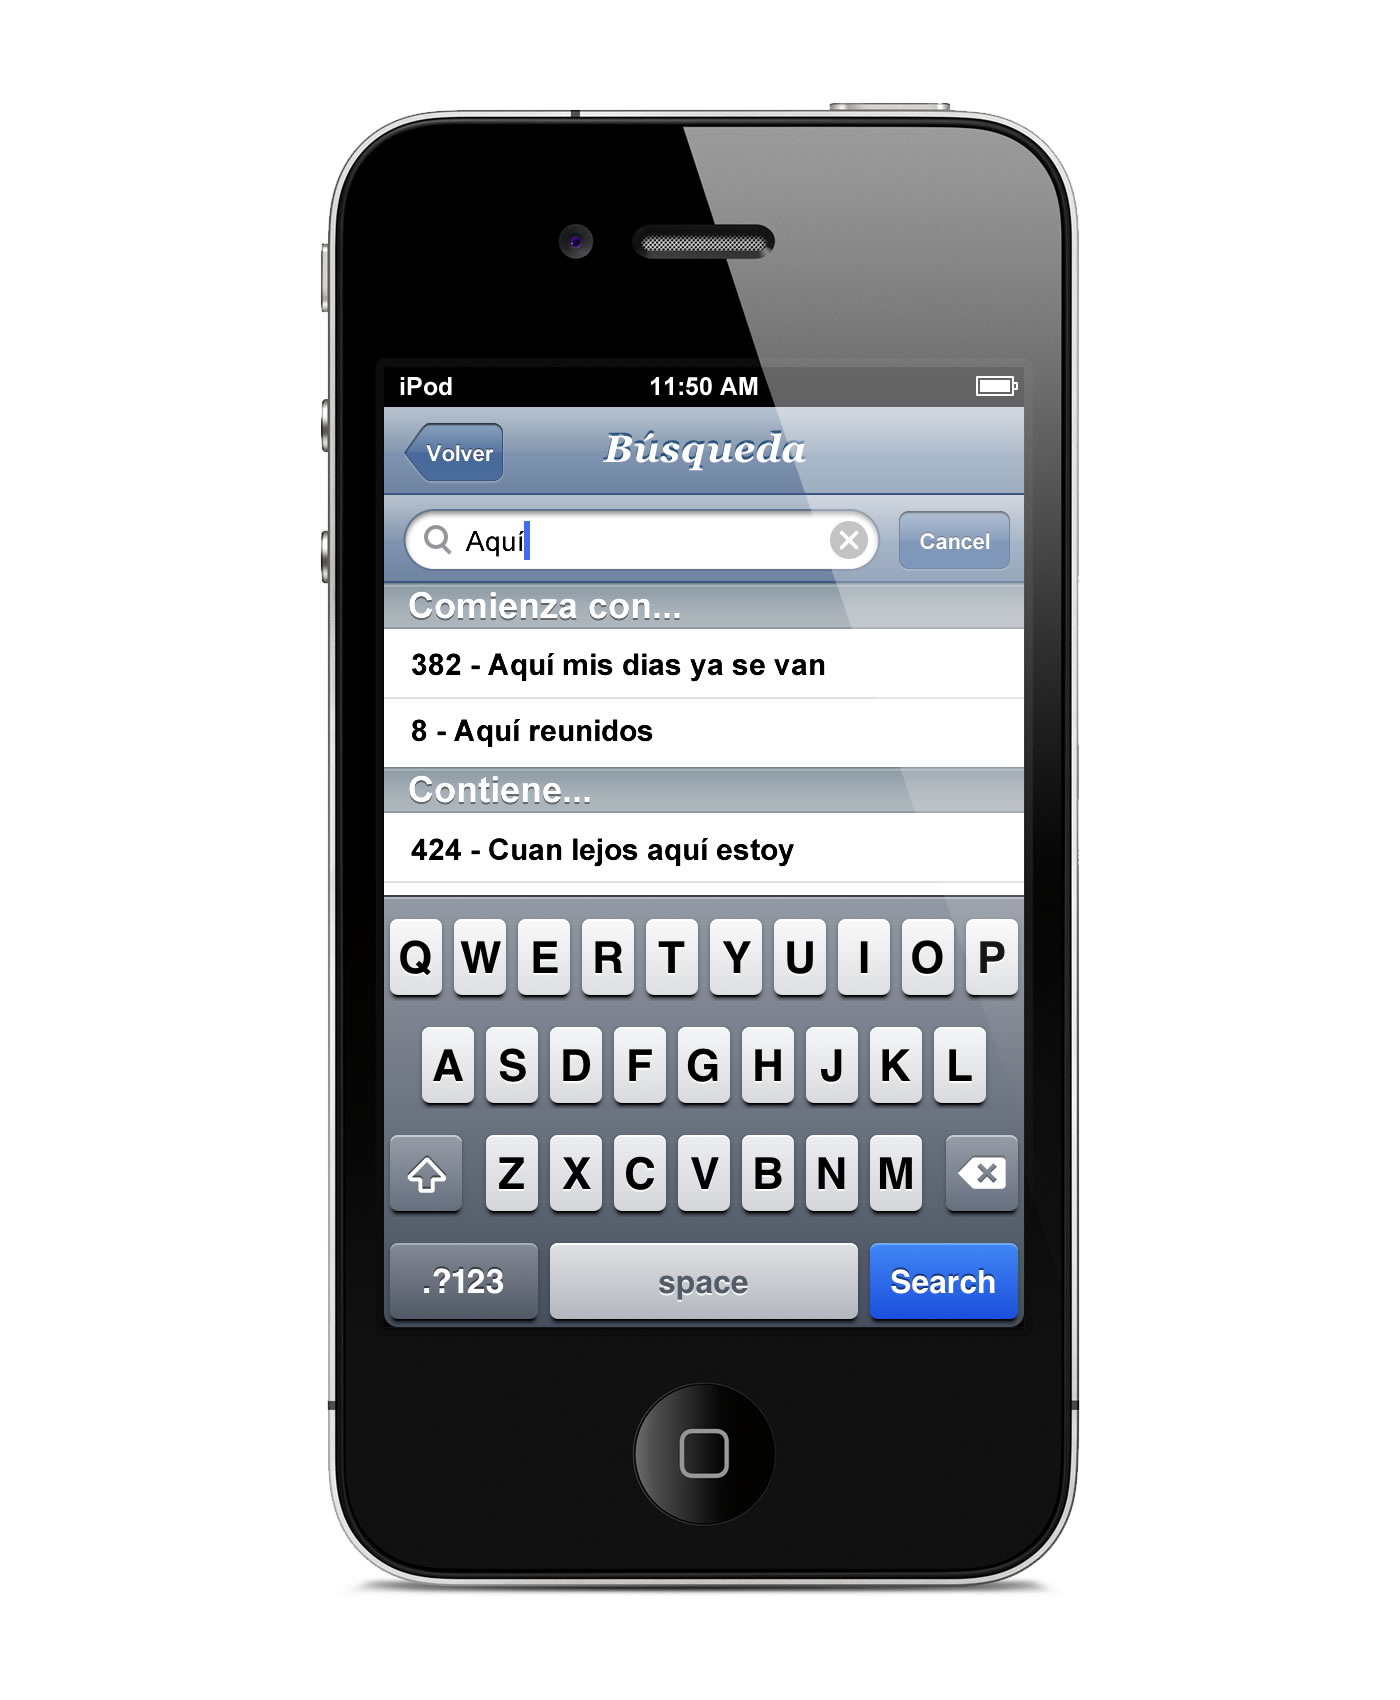 iPod 11:50 AM
Volver Búsqueda
Aquí Cancel
Comienza con...
382 - Aquí mis dias ya se van
8 - Aquí reunidos
Contiene...
424 - Cuan lejos aquí estoy
Q W E R T Y U I O P
A S D F G H J K L
Z X C V B N M
.?123 space Search